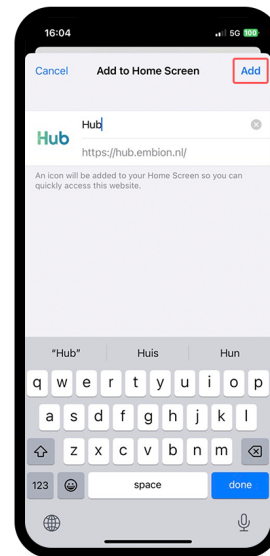 16:04 5G 100
Cancel Add to Home Screen Add
Hub
Hub
https://hub.embion.nl/
An icon will be added to your Home Screen so you can
quickly access this website.
“Hub” Huis Hun
q w e r t y u i o p
a s d f g h j k l
z x c v b n m
123 space done